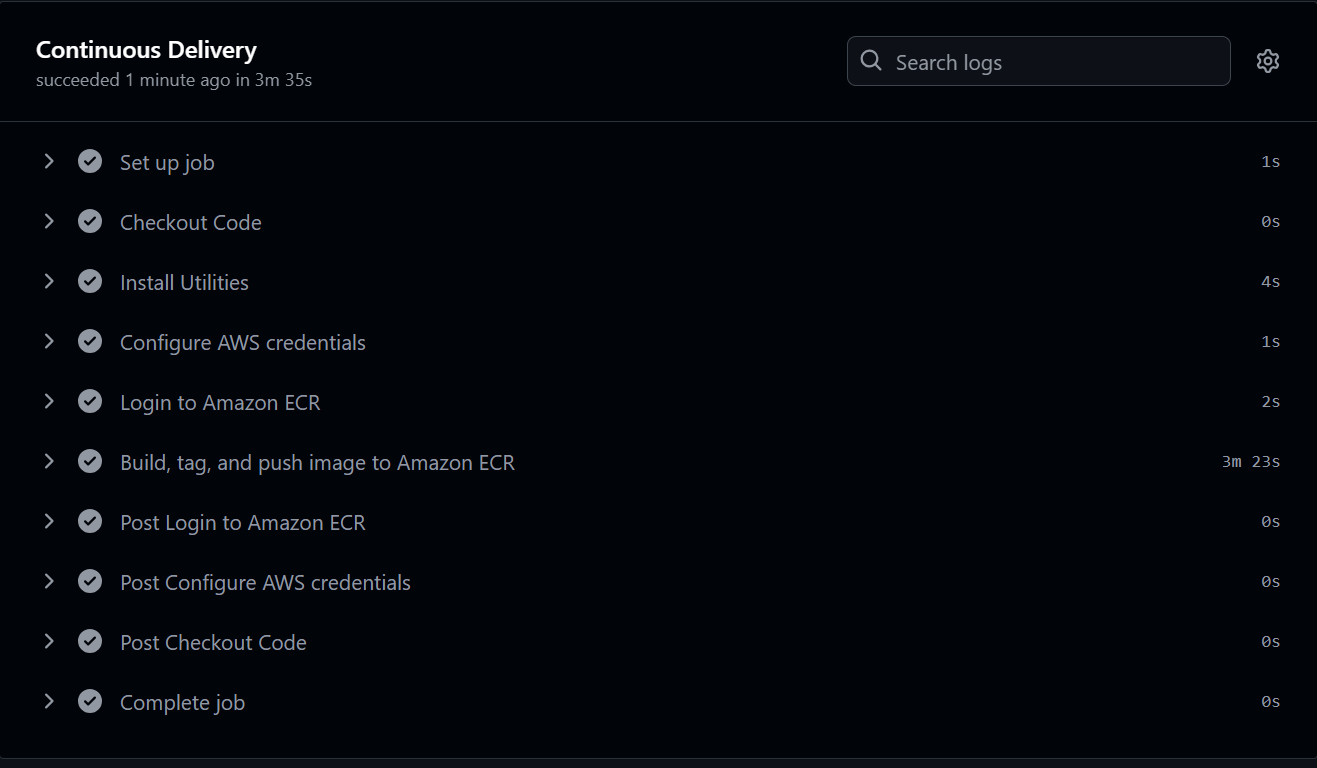 Continuous Delivery
succeeded 1 minute ago in 3m 35s
Search logs
Set up job 1s
Checkout Code 0s
Install Utilities 4s
Configure AWS credentials 1s
Login to Amazon ECR 2s
Build, tag, and push image to Amazon ECR 3m 23s
Post Login to Amazon ECR 0s
Post Configure AWS credentials 0s
Post Checkout Code 0s
Complete job 0s